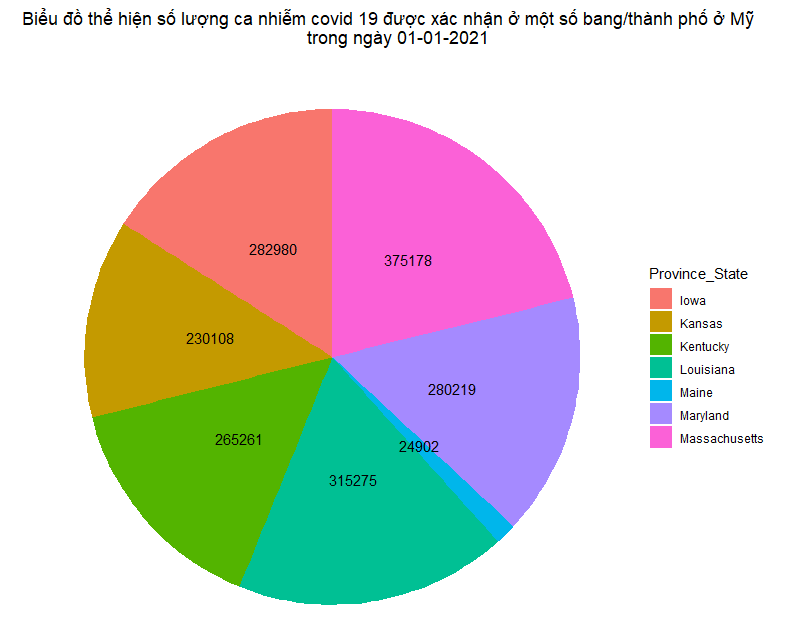 Biểu đồ thể hiện số lượng ca nhiễm covid 19 được xác nhận ở một số bang/thành phố ở Mỹ
trong ngày 01-01-2021
282980
375178
230108
280219
265261
24902
315275
Province_State
Iowa
Kansas
Kentucky
Louisiana
Maine
Maryland
Massachusetts